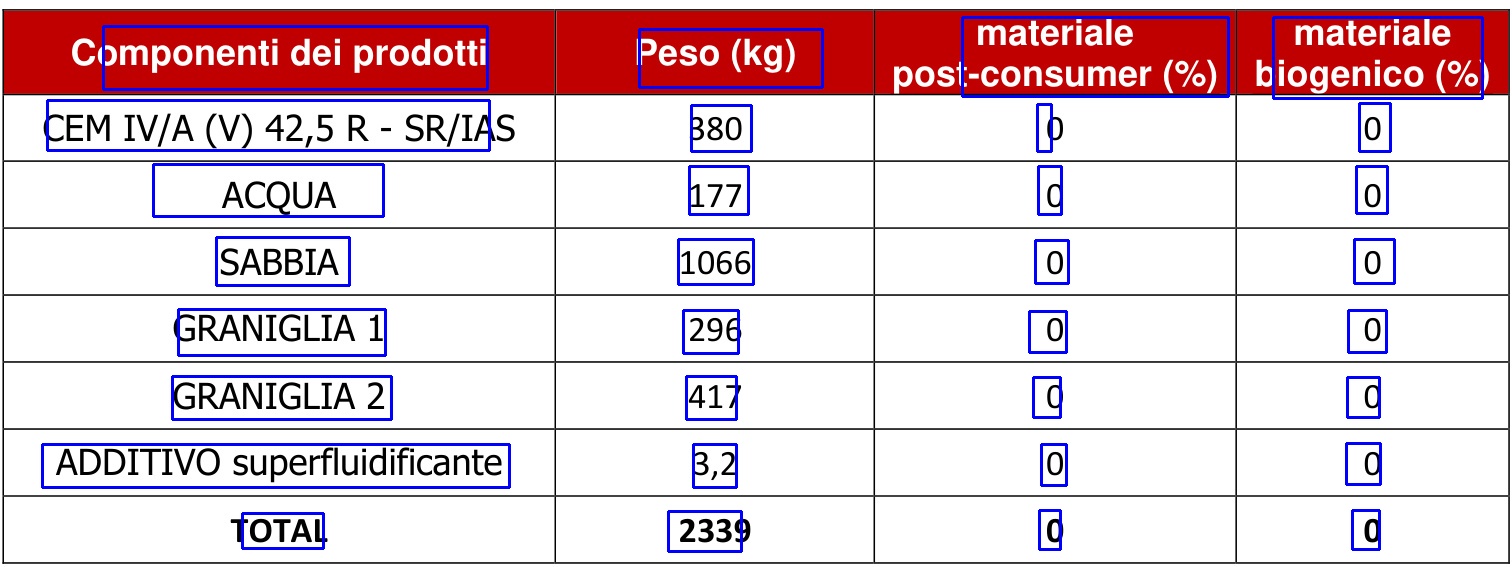 Componenti dei prodotti Peso (kg) materiale post-consumer (%) materiale biogenico (%)
CEM IV/A (V) 42,5 R - SR/IAS 380 0 0
ACQUA 177 0 0
SABBIA 1066 0 0
GRANIGLIA 1 296 0 0
GRANIGLIA 2 417 0 0
ADDITIVO superfluidificante 3,2 0 0
TOTAL 2339 0 0